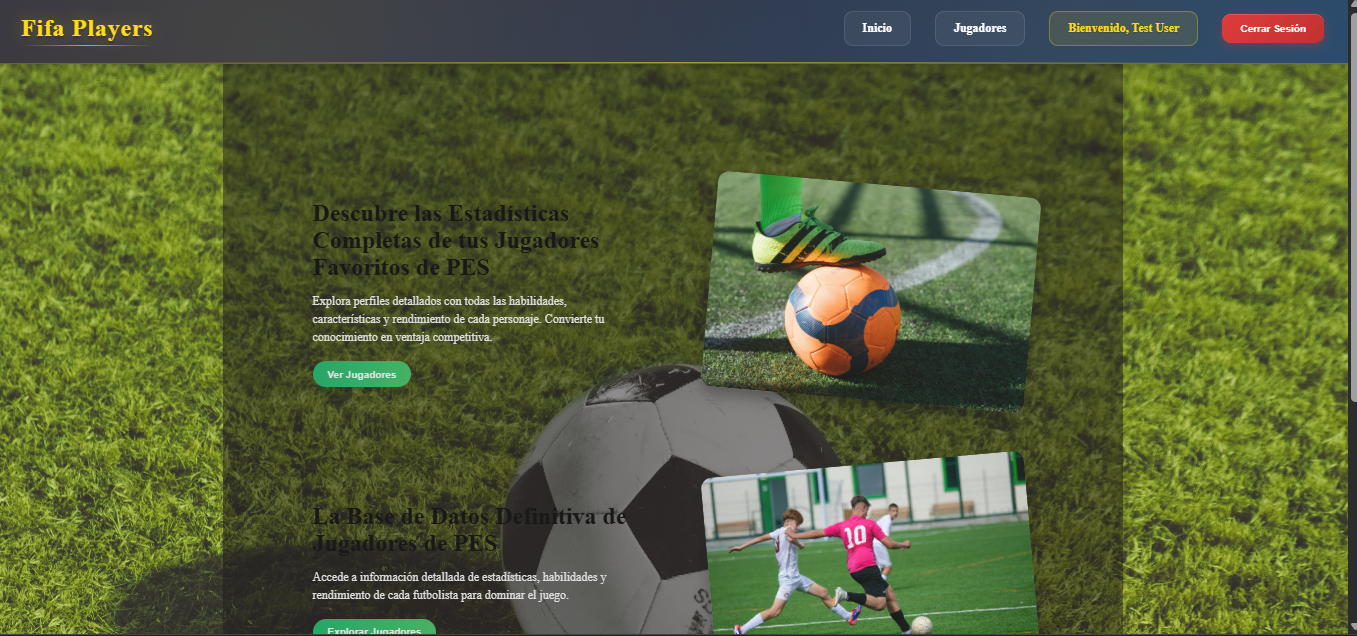 Fifa Players
Inicio
Jugadores
Bienvenido, Test User
Cerrar Sesión
Descubre las Estadísticas
Completas de tus Jugadores
Favoritos de PES
Explora perfiles detallados con todas las habilidades,
características y rendimiento de cada personaje. Convierte tu
conocimiento en ventaja competitiva.
Ver Jugadores
La Base de Datos Definitiva de
Jugadores de PES
Accede a información detallada de estadísticas, habilidades y
rendimiento de cada futbolista para dominar el juego.
Explorar Jugadores
10